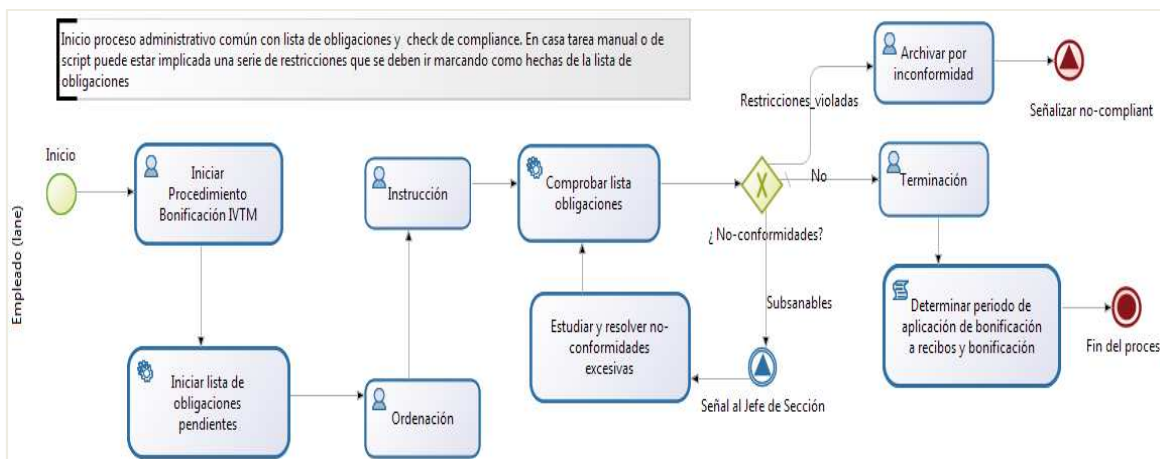 Inicio proceso administrativo común con lista de obligaciones y check de compliance. En casa tarea manual o de
script puede estar implicada una serie de restricciones que se deben ir marcando como hechas de la lista de
obligaciones
Archivar por
inconformidad
Restricciones_violadas
Señalizar no-compliant
Inicio
Iniciar
Procedimiento
Bonificación IVTM
Instrucción
Comprobar lista
obligaciones
No
Terminación
¿ No-conformidades?
Empleado (lane)
Subsanables
Estudiar y resolver no-
conformidades
excesivas
Determinar periodo de
aplicación de bonificación
a recibos y bonificación
Fin del proces
Iniciar lista de
obligaciones
pendientes
Ordenación
Señal al Jefe de Sección